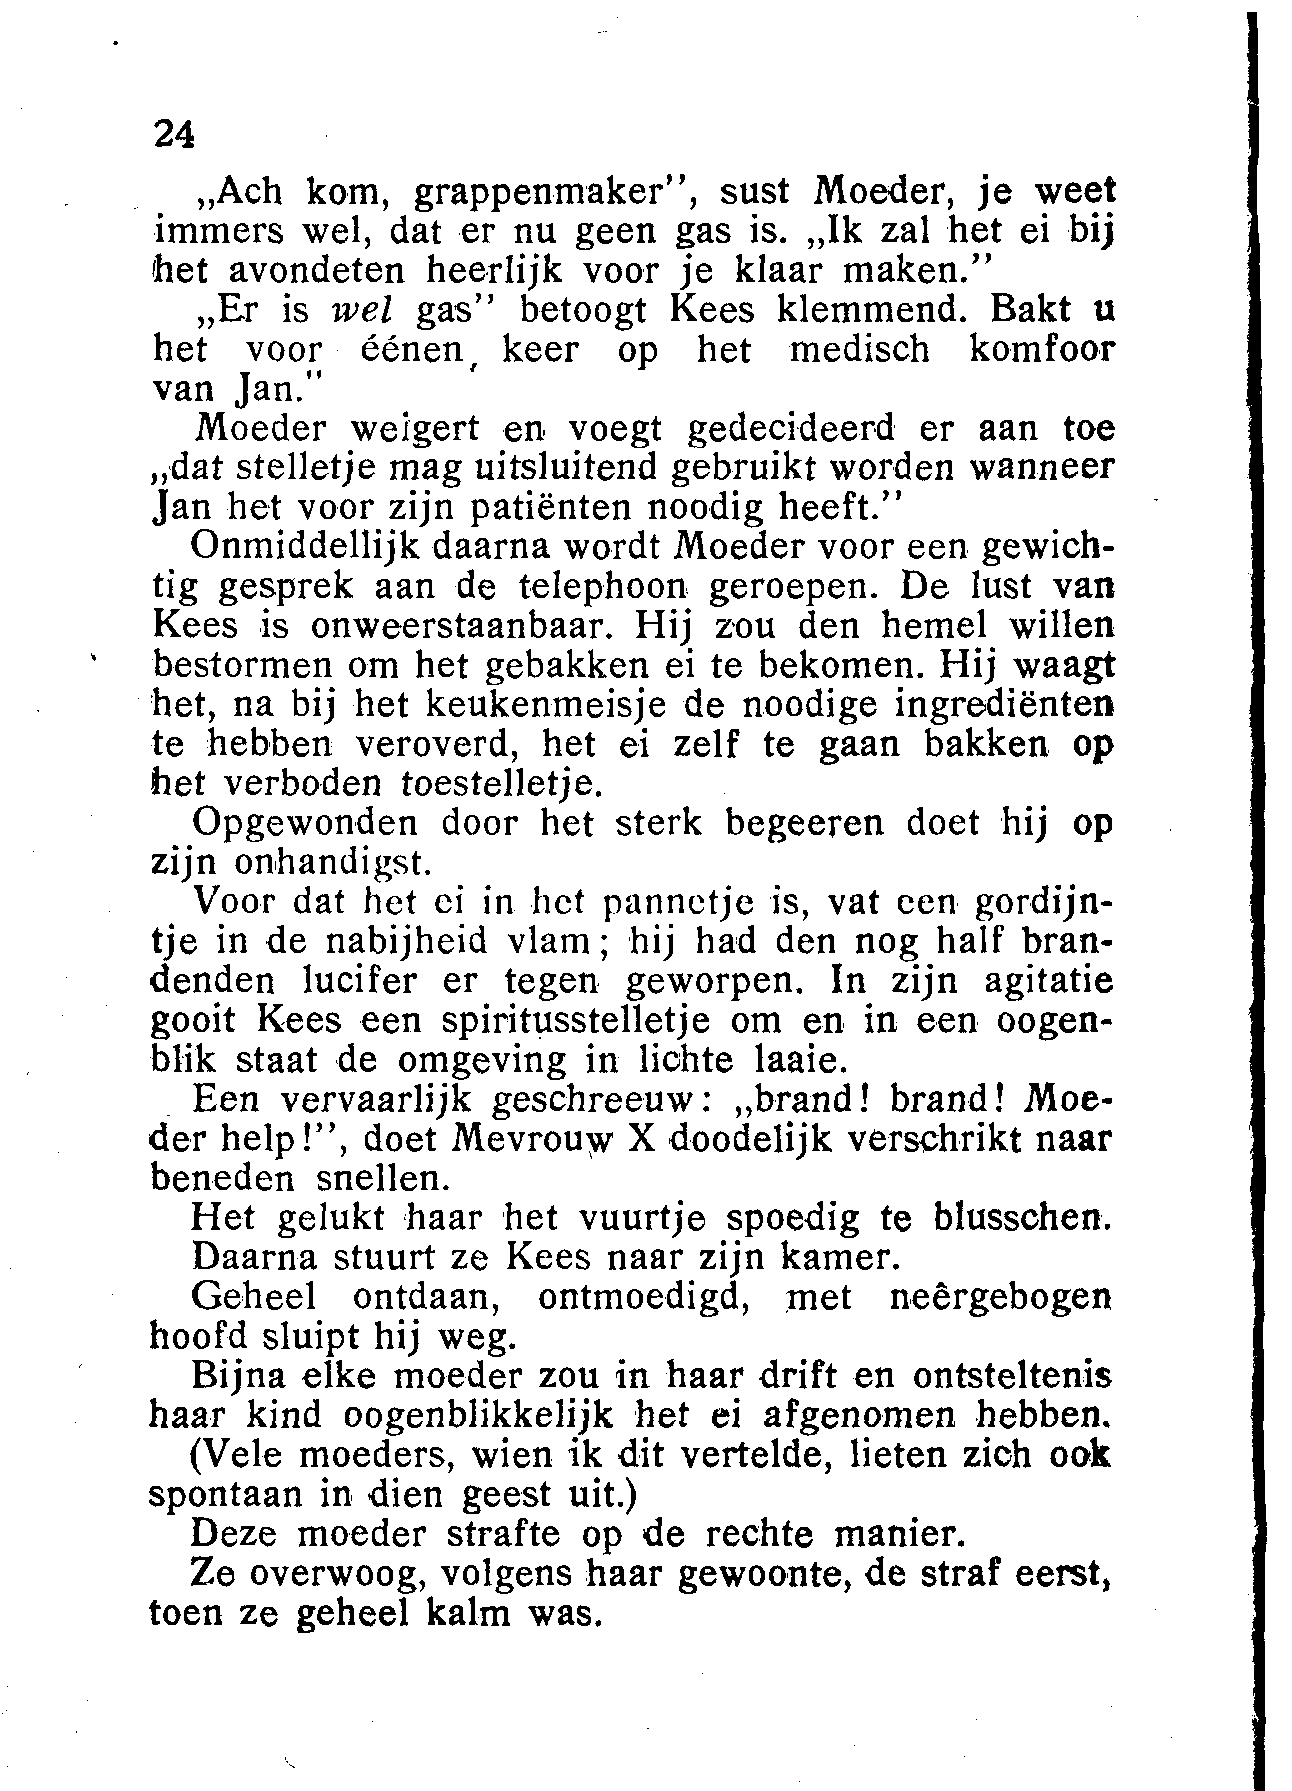 24
„Ach kom, grappenmaker”, sust Moeder, je weet
immers wel, dat er nu geen gas is. „Ik zal het ei bij
het avondeten heerlijk voor je klaar maken.”
„Er is wel gas” betoogt Kees klemmend. Bakt u
het voor éénen, keer op het medisch komfoor
van Jan."
Moeder weigert en voegt gedecideerd er aan toe
„dat stelletje mag uitsluitend gebruikt worden wanneer
Jan het voor zijn patiënten noodig heeft.”
Onmiddellijk daarna wordt Moeder voor een gewich-
tig gesprek aan de telephoon geroepen. De lust van
Kees is onweerstaanbaar. Hij zou den hemel willen
bestormen om het gebakken ei te bekomen. Hij waagt
het, na bij het keukenmeisje de noodige ingrediënten
te hebben veroverd, het ei zelf te gaan bakken op
het verboden toestelletje.
Opgewonden door het sterk begeeren doet hij op
zijn onhandigst.
Voor dat het ei in het pannetje is, vat een gordijn-
tje in de nabijheid vlam; hij had den nog half bran-
denden lucifer er tegen geworpen. In zijn agitatie
gooit Kees een spiritusstelletje om en in een oogen-
blik staat de omgeving in lichte laaie.
Een vervaarlijk geschreeuw: „brand! brand! Moe-
der help!”, doet Mevrouw X doodelijk verschrikt naar
beneden snellen.
Het gelukt haar het vuurtje spoedig te blusschen.
Daarna stuurt ze Kees naar zijn kamer.
Geheel ontdaan, ontmoedigd, met neêrgebogen
hoofd sluipt hij weg.
Bijna elke moeder zou in haar drift en ontsteltenis
haar kind oogenblikkelijk het ei afgenomen hebben.
(Vele moeders, wien ik dit vertelde, lieten zich ook
spontaan in dien geest uit.)
Deze moeder strafte op de rechte manier.
Ze overwoog, volgens haar gewoonte, de straf eerst,
toen ze geheel kalm was.